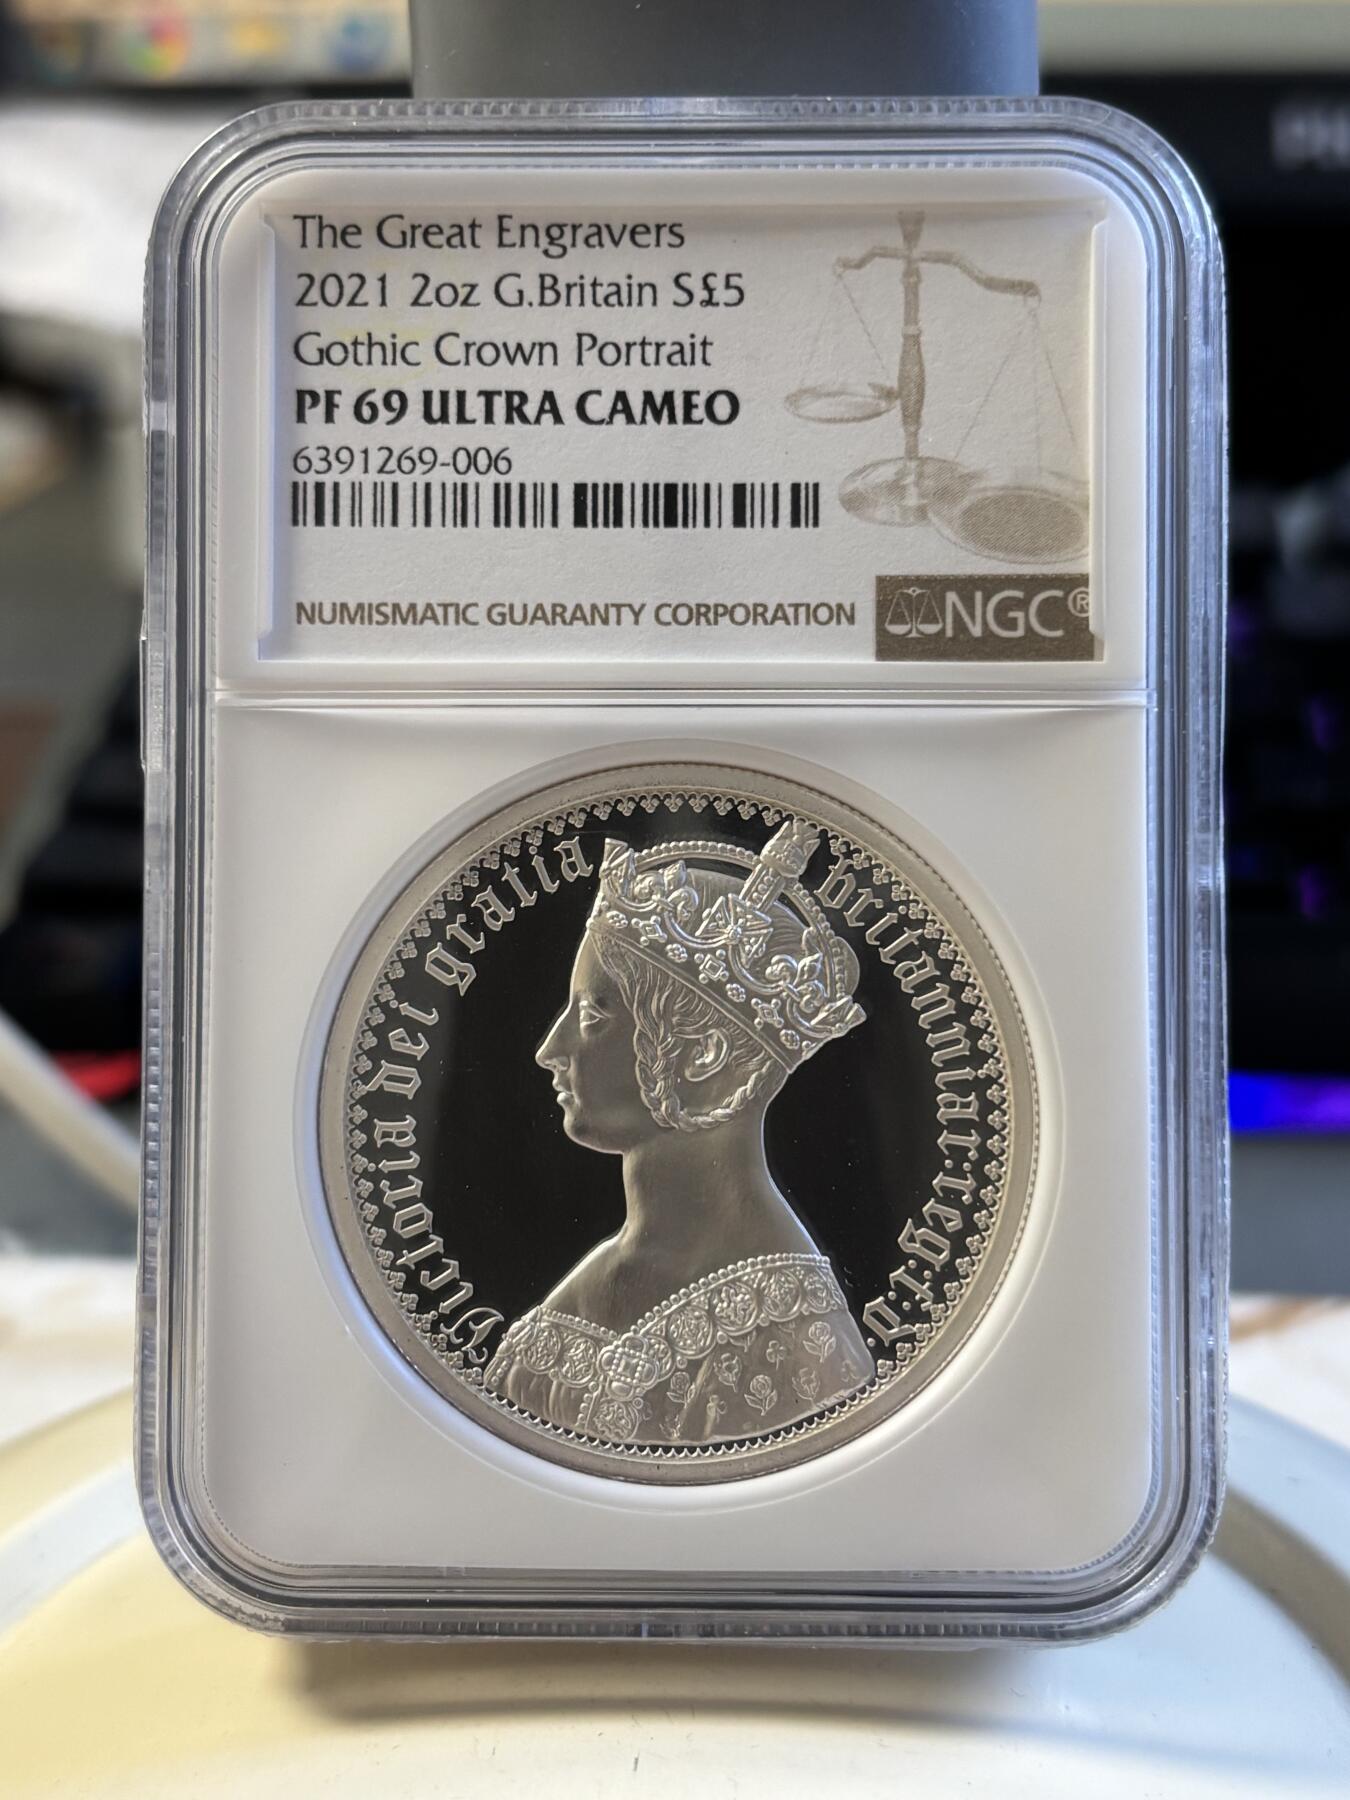 The Great Engravers
2021 2oz G.Britain S£5
Gothic Crown Portrait
PF 69 ULTRA CAMEO
6391269-006
NUMISMATIC GUARANTY CORPORATION
NGC®
Victoria dei gratia britanniar: reg: f: d.